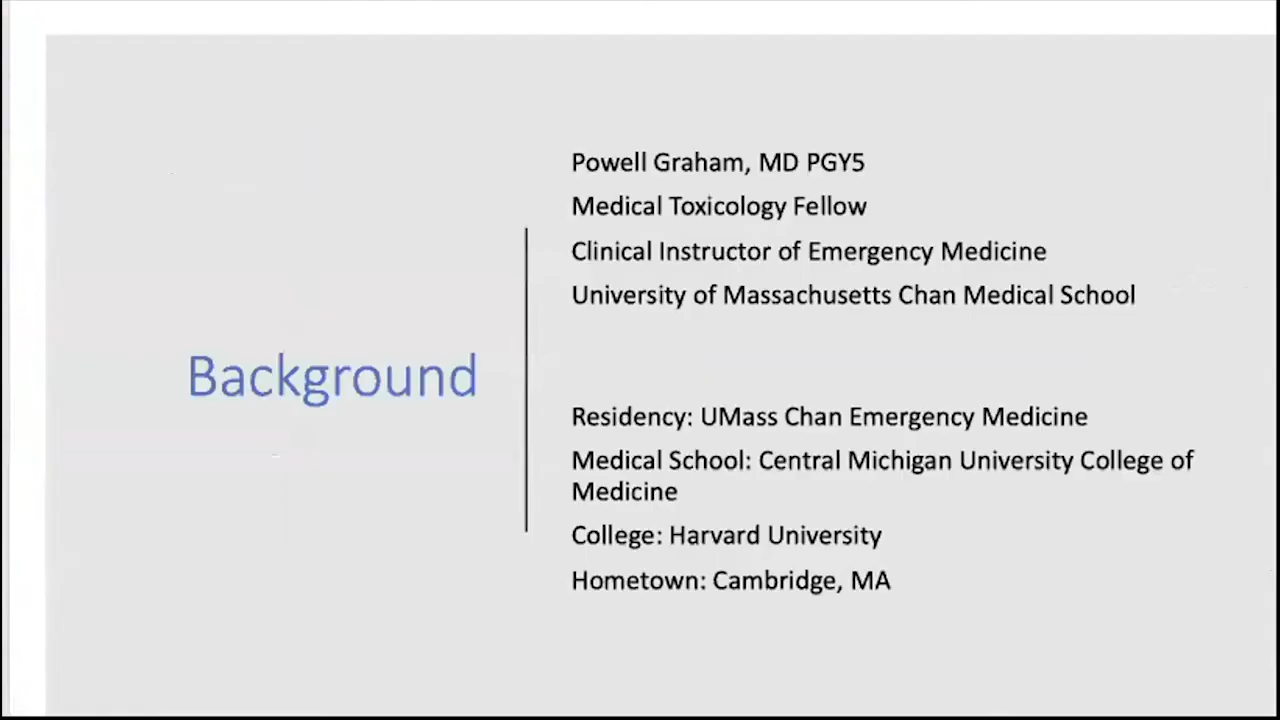 Background
Powell Graham, MD PGY5
Medical Toxicology Fellow
Clinical Instructor of Emergency Medicine
University of Massachusetts Chan Medical School
Residency: UMass Chan Emergency Medicine
Medical School: Central Michigan University College of
Medicine
College: Harvard University
Hometown: Cambridge, MA